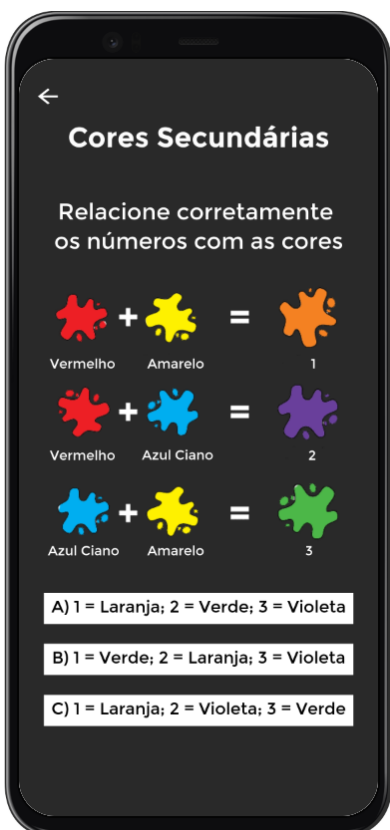 Cores Secundárias
Relacione corretamente
os números com as cores
+ =
Vermelho Amarelo 1
+ =
Vermelho Azul Ciano 2
+ =
Azul Ciano Amarelo 3
A) 1 = Laranja; 2 = Verde; 3 = Violeta
B) 1 = Verde; 2 = Laranja; 3 = Violeta
C) 1 = Laranja; 2 = Violeta; 3 = Verde